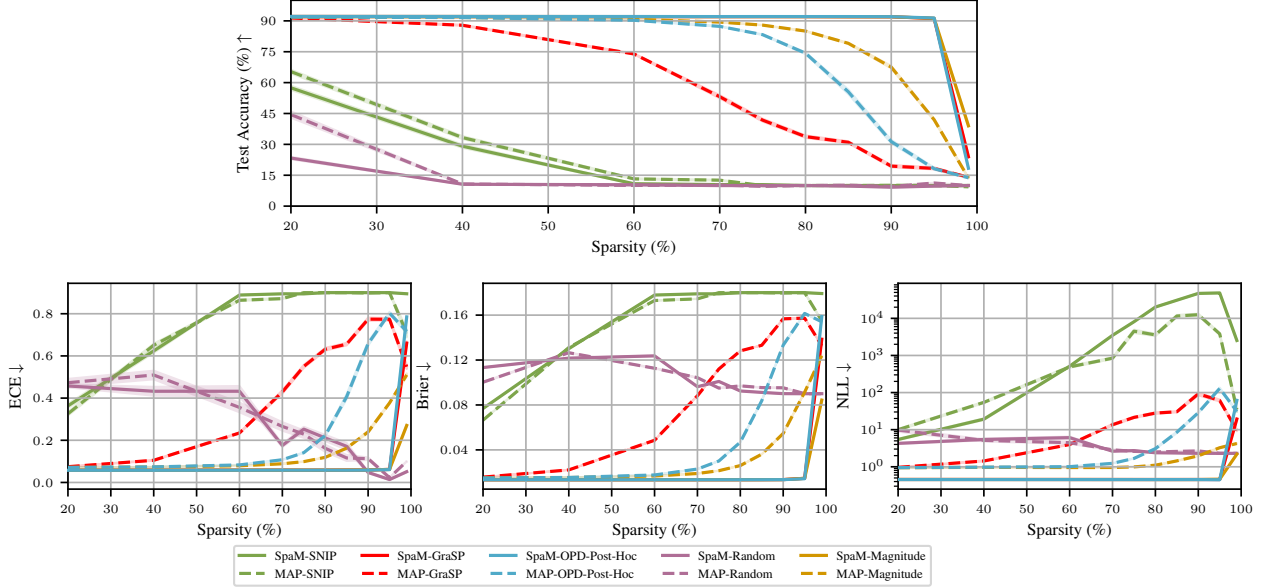 Test Accuracy (%) ↑
90
75
60
45
30
15
0
20 30 40 50 60 70 80 90 100
Sparsity (%)
ECE ↓
0.8
0.6
0.4
0.2
0.0
20 30 40 50 60 70 80 90 100
Sparsity (%)
Brier ↓
0.16
0.12
0.08
0.04
20 30 40 50 60 70 80 90 100
Sparsity (%)
NLL ↓
10⁴
10³
10²
10¹
10⁰
20 30 40 50 60 70 80 90 100
Sparsity (%)
SpaM-SNIP SpaM-GraSP SpaM-OPD-Post-Hoc SpaM-Random SpaM-Magnitude
MAP-SNIP MAP-GraSP MAP-OPD-Post-Hoc MAP-Random MAP-Magnitude